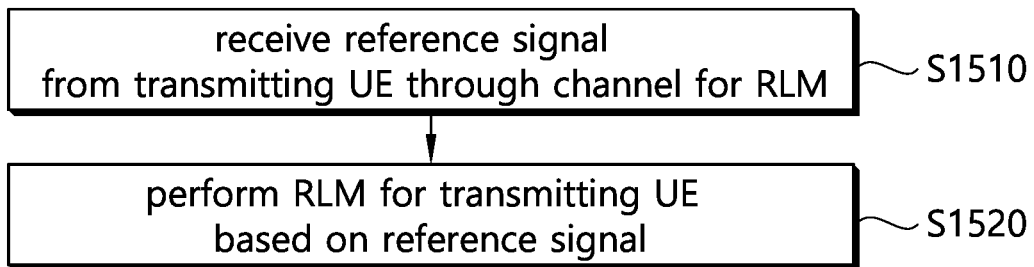 receive reference signal
from transmitting UE through channel for RLM
S1510
perform RLM for transmitting UE
based on reference signal
S1520